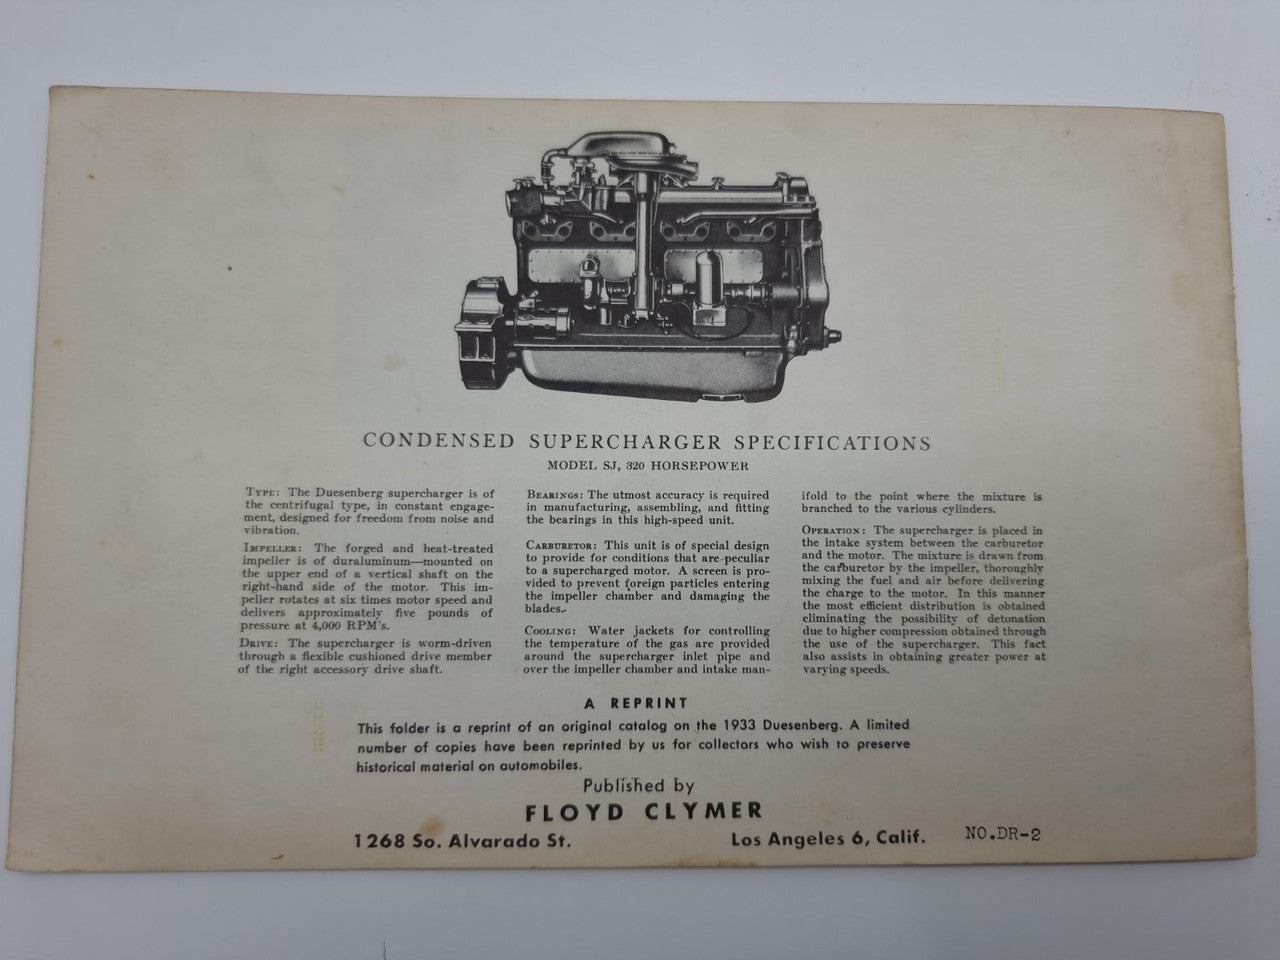 CONDENSED SUPERCHARGER SPECIFICATIONS
MODEL SJ, 320 HORSEPOWER
TYPE: The Duesenberg supercharger is of
the centrifugal type, in constant engage-
ment, designed for freedom from noise and
vibration.
IMPELLER: The forged and heat-treated
impeller is of duraluminum—mounted on
the upper end of a vertical shaft on the
right-hand side of the motor. This im-
peller rotates at six times motor speed and
delivers approximately five pounds of
pressure at 4,000 RPM's.
DRIVE: The supercharger is worm-driven
through a flexible cushioned drive member
of the right accessory drive shaft.
BEARINGS: The utmost accuracy is required
in manufacturing, assembling, and fitting
the bearings in this high-speed unit.
CARBURETOR: This unit is of special design
to provide for conditions that are peculiar
to a supercharged motor. A screen is pro-
vided to prevent foreign particles entering
the impeller chamber and damaging the
blades.
COOLING: Water jackets for controlling
the temperature of the gas are provided
around the supercharger inlet pipe and
over the impeller chamber and intake man-
ifold to the point where the mixture is
branched to the various cylinders.
OPERATION: The supercharger is placed in
the intake system between the carburetor
and the motor. The mixture is drawn from
the carburetor by the impeller, thoroughly
mixing the fuel and air before delivering
the charge to the motor. In this manner
the most efficient distribution is obtained
eliminating the possibility of detonation
due to higher compression obtained through
the use of the supercharger. This fact
also assists in obtaining greater power at
varying speeds.
A REPRINT
This folder is a reprint of an original catalog on the 1933 Duesenberg. A limited
number of copies have been reprinted by us for collectors who wish to preserve
historical material on automobiles.
Published by
FLOYD CLYMER
1268 So. Alvarado St. Los Angeles 6, Calif. NO.DR-2